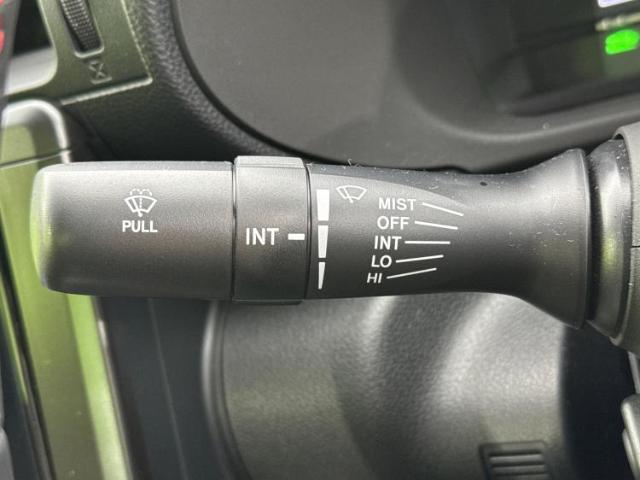 PULL
INT
MIST
OFF
INT
LO
HI